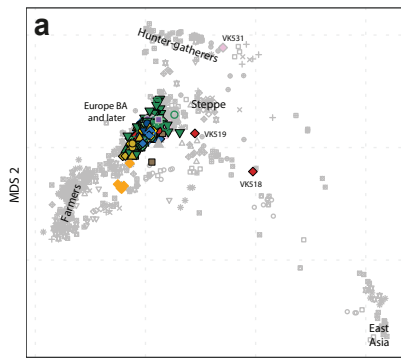 a
Hunter-gatherers
VKS31
Europe BA
and later
Steppe
VKS19
VKS18
MDS 2
Farmers
East
Asia